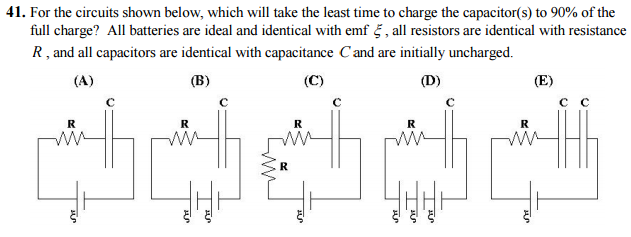 41. For the circuits shown below, which will take the least time to charge the capacitor(s) to 90% of the
full charge? All batteries are ideal and identical with emf ξ, all resistors are identical with resistance
R, and all capacitors are identical with capacitance C and are initially uncharged.
(A) (B) (C) (D) (E)
C C C C C C
R R R R R
R
ξ ξ ξ ξ ξ ξ ξ ξ